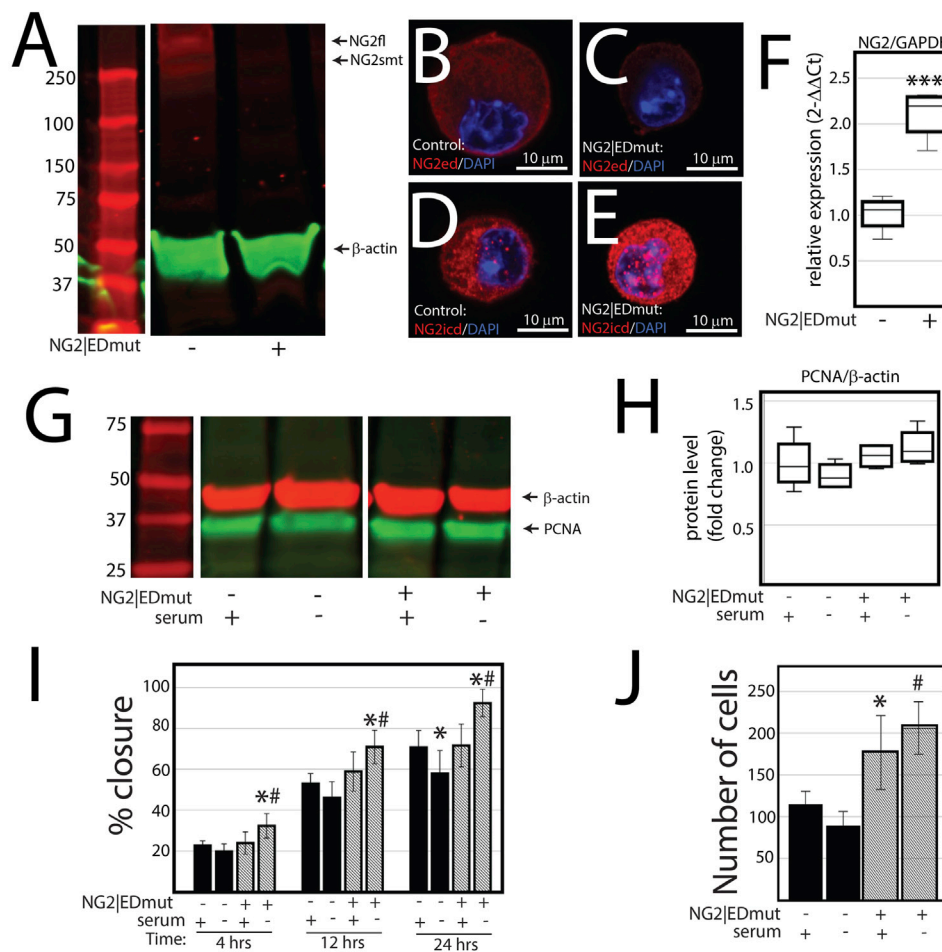 A
NG2fl
NG2smt
250
100
150
75
50
37
β-actin
NG2|EDmut
-
+
B
Control:
NG2ed/DAPI
10 μm
C
NG2|EDmut:
NG2ed/DAPI
10 μm
D
Control:
NG2icd/DAPI
10 μm
E
NG2|EDmut:
NG2icd/DAPI
10 μm
F
NG2/GAPDH
relative expression (2-ΔΔCt)
2.5
2.0
1.0
0.5
***
NG2|EDmut - +
G
75
50
37
25
β-actin
PCNA
NG2|EDmut - - + +
serum + - + -
H
PCNA/β-actin
protein level
(fold change)
1.5
1.0
0.5
NG2|EDmut - - + +
serum + - + -
I
% closure
100
80
60
40
20
*#
*#
*
*#
NG2|EDmut - - + + - - + + - - + +
serum + - + - + - + - + - + -
Time: 4 hrs 12 hrs 24 hrs
J
Number of cells
250
200
150
100
50
*
#
NG2|EDmut - - + +
serum + - + -